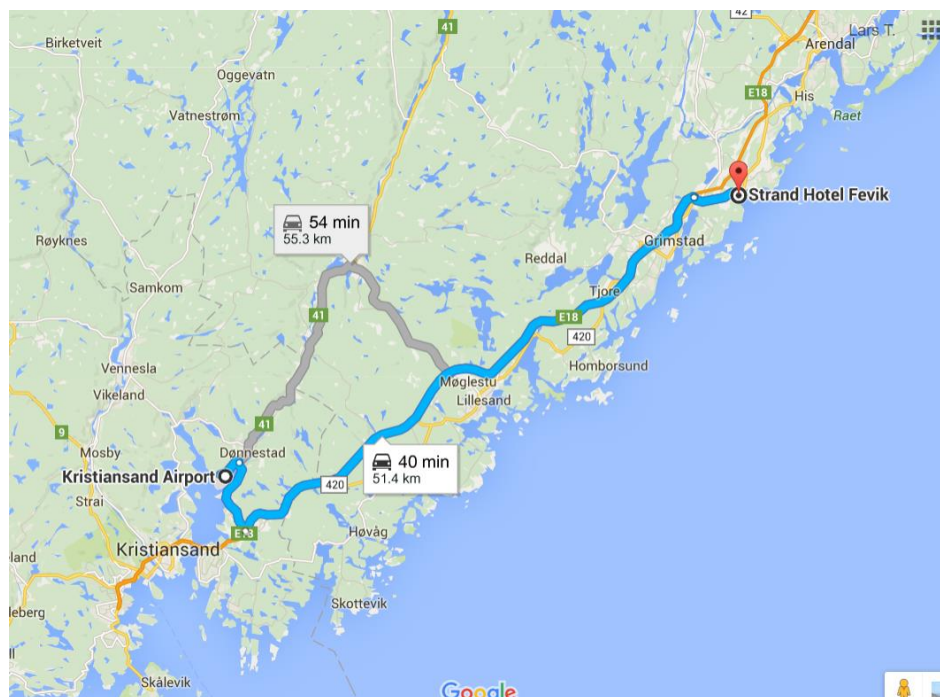 42
Lars T.
Arendal
41
Birketveit
Oggevatn
E18
His
Vatnestrøm
Raet
Strand Hotel Fevik
54 min
55.3 km
Grimstad
Røyknes
Reddal
Samkom
Tjore
41
E18
420
Vennesla
Homborsund
Møglestu
Vikeland
Lillesand
41
9
Mosby
Dønnestad
40 min
51.4 km
Kristiansand Airport
420
Strai
Høvåg
Kristiansand
eland
Skottevik
leberg
ll
Skålevik
Google